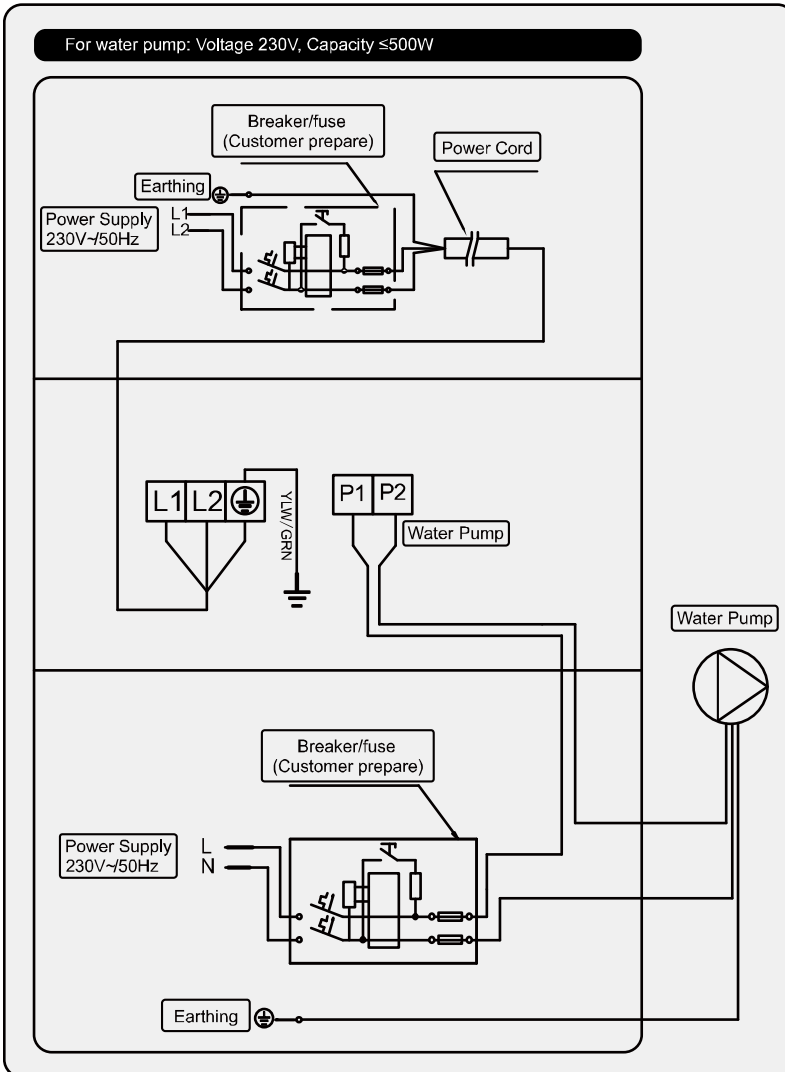 For water pump: Voltage 230V, Capacity ≤500W
Breaker/fuse
(Customer prepare)
Power Cord
Earthing
Power Supply
230V~/50Hz
L1
L2
L1 L2
YLW/GRN
P1 P2
Water Pump
Water Pump
Breaker/fuse
(Customer prepare)
Power Supply
230V~/50Hz
L
N
Earthing